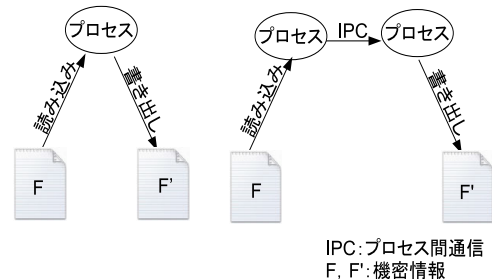 プロセス
読み込み
書き出し
F
F’
プロセス
IPC
プロセス
読み込み
書き出し
F
F'
IPC:プロセス間通信
F, F':機密情報